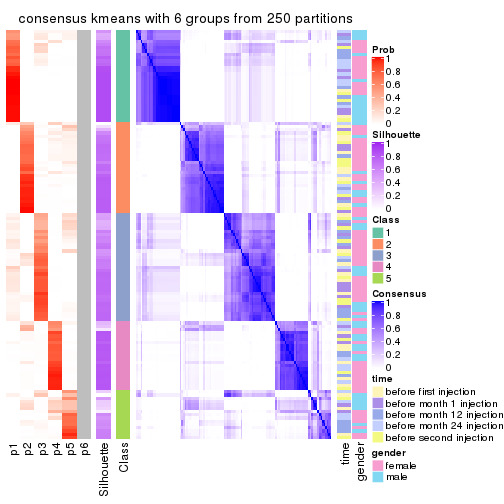 consensus kmeans with 6 groups from 250 partitions
Prob
1
0.8
0.6
0.4
0.2
0
Silhouette
1
0.8
0.6
0.4
0.2
0
Class
1
2
3
4
5
Consensus
1
0.8
0.6
0.4
0.2
0
time
before first injection
before month 1 injection
before month 12 injection
before month 24 injection
before second injection
gender
female
male
p1
p2
p3
p4
p5
p6
Silhouette
Class
time
gender